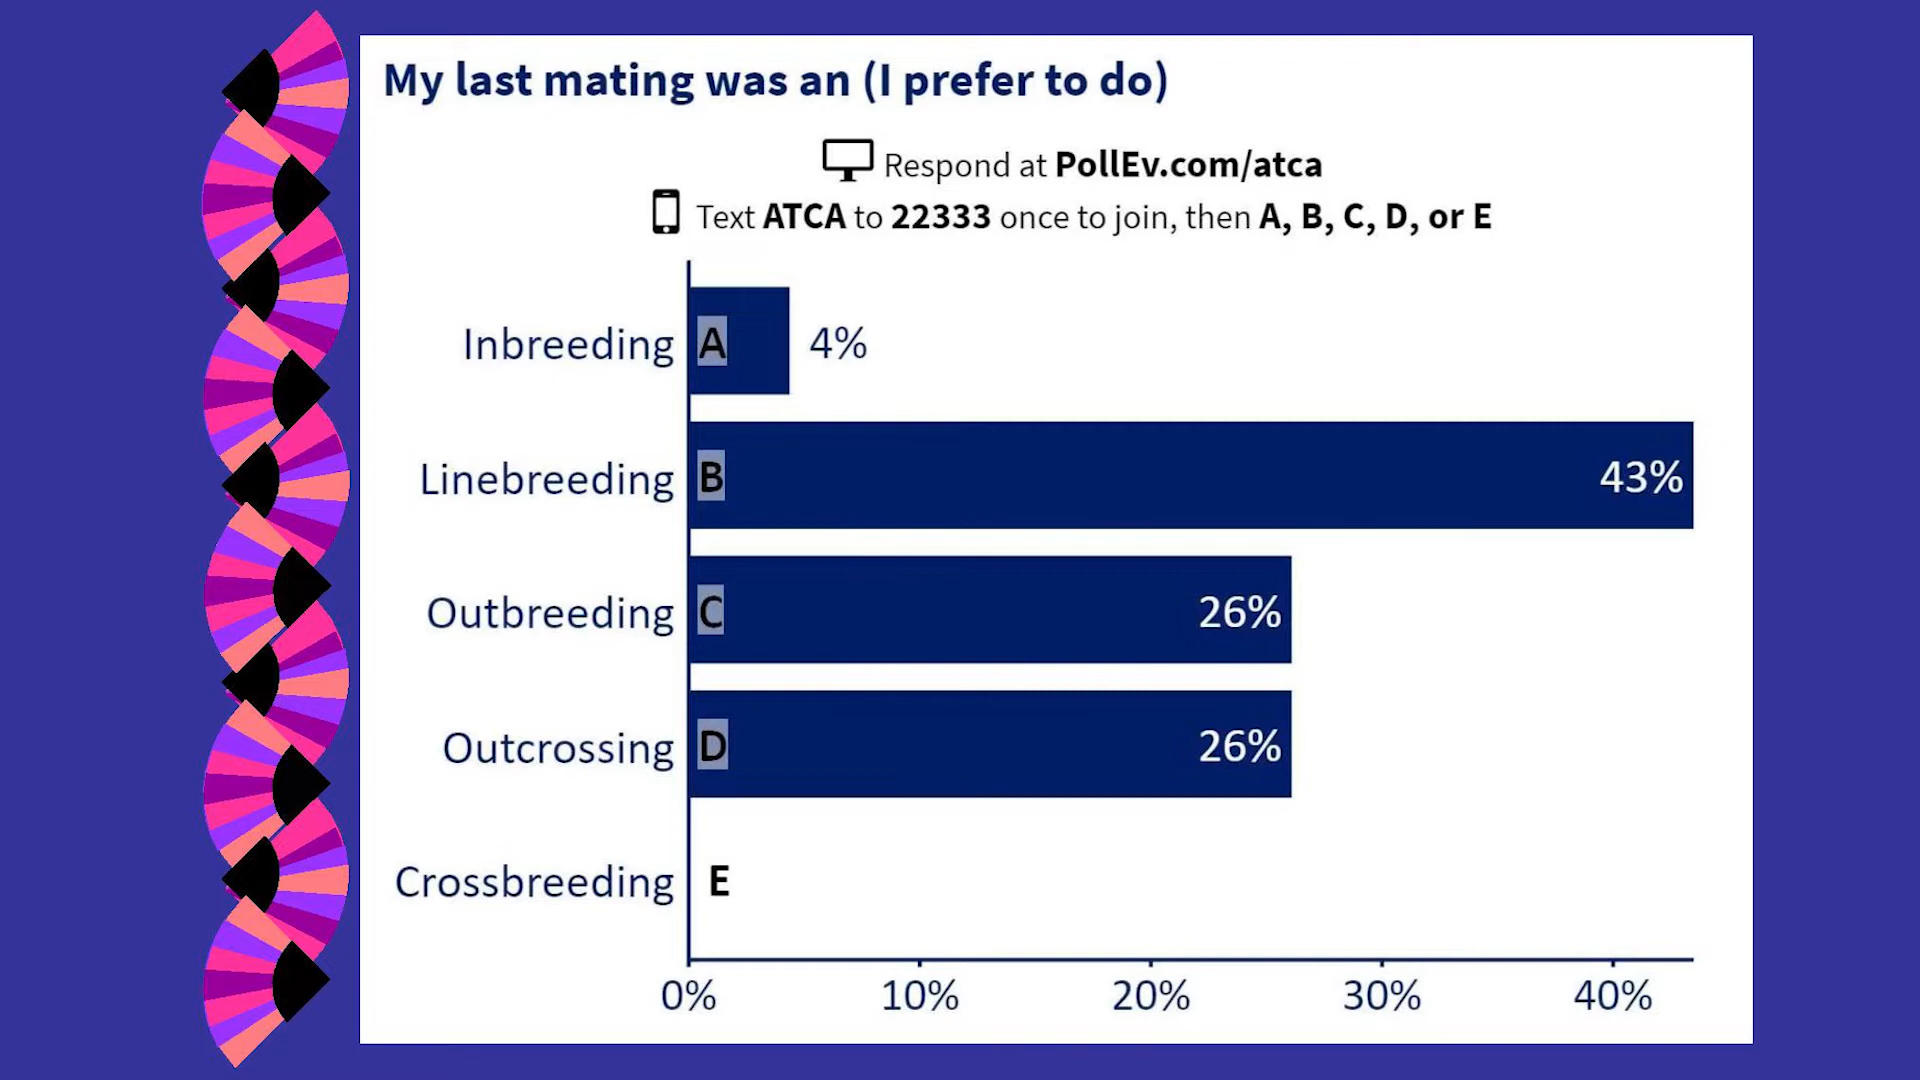 My last mating was an (I prefer to do)
Respond at PollEv.com/atca
Text ATCA to 22333 once to join, then A, B, C, D, or E
Inbreeding A 4%
Linebreeding B 43%
Outbreeding C 26%
Outcrossing D 26%
Crossbreeding E
0% 10% 20% 30% 40%